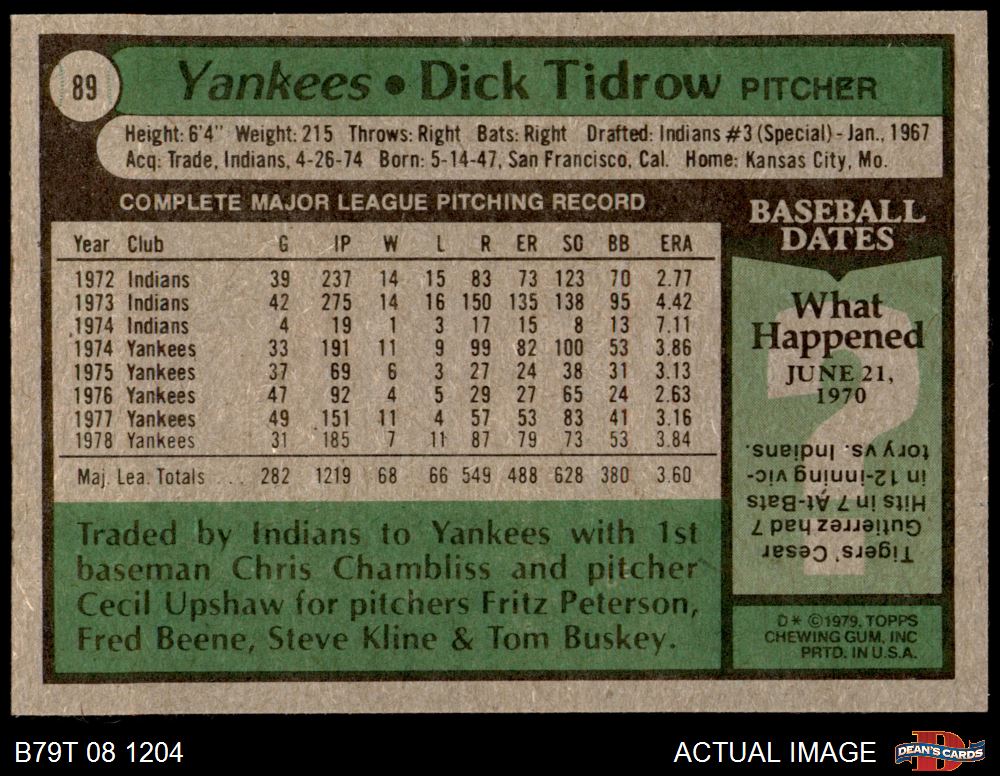 89
Yankees • Dick Tidrow PITCHER
Height: 6'4" Weight: 215 Throws: Right Bats: Right Drafted: Indians #3 (Special) - Jan., 1967
Acq: Trade, Indians, 4-26-74 Born: 5-14-47, San Francisco, Cal. Home: Kansas City, Mo.
COMPLETE MAJOR LEAGUE PITCHING RECORD
Year Club G IP W L R ER SO BB ERA
1972 Indians 39 237 14 15 83 73 123 70 2.77
1973 Indians 42 275 14 16 150 135 138 95 4.42
1974 Indians 4 19 1 3 17 15 8 13 7.11
1974 Yankees 33 191 11 9 99 82 100 53 3.86
1975 Yankees 37 69 6 3 27 24 38 31 3.13
1976 Yankees 47 92 4 5 29 27 65 24 2.63
1977 Yankees 49 151 11 4 57 53 83 41 3.16
1978 Yankees 31 185 7 11 87 79 73 53 3.84
Maj. Lea. Totals ... 282 1219 68 66 549 488 628 380 3.60
Traded by Indians to Yankees with 1st
baseman Chris Chambliss and pitcher
Cecil Upshaw for pitchers Fritz Peterson,
Fred Beene, Steve Kline & Tom Buskey.
BASEBALL
DATES
What
Happened
JUNE 21,
1970
Tigers' Cesar
Gutierrez had 7
Hits in 7 At-Bats
in 12-inning vic-
tory vs. Indians.
D* ©1979, TOPPS
CHEWING GUM, INC
PRTD. IN U.S.A.
B79T 08 1204
ACTUAL IMAGE
DEAN'S CARDS